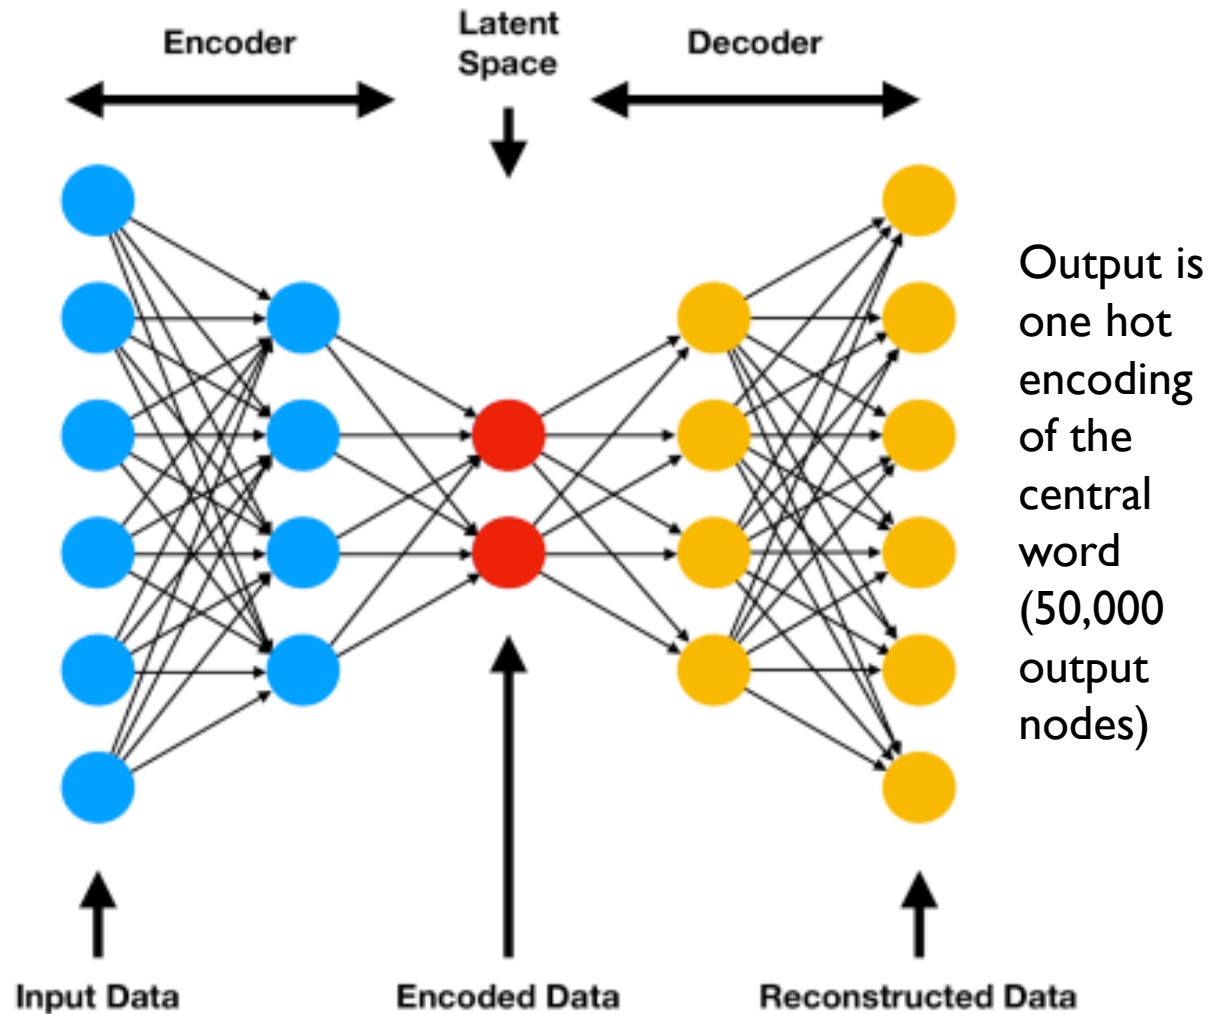 Encoder
Latent
Space
Decoder
Output is
one hot
encoding
of the
central
word
(50,000
output
nodes)
Input Data
Encoded Data
Reconstructed Data